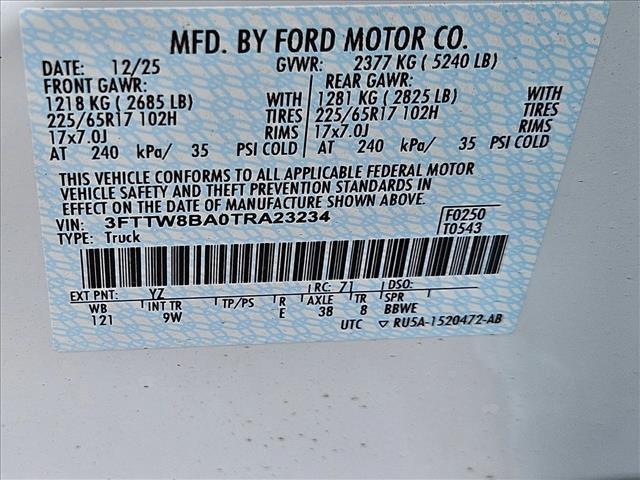 MFD. BY FORD MOTOR CO.
DATE: 12/25 GVWR: 2377 KG ( 5240 LB)
FRONT GAWR: REAR GAWR:
1218 KG ( 2685 LB) WITH 1281 KG ( 2825 LB) WITH
225/65R17 102H TIRES 225/65R17 102H TIRES
17x7.0J RIMS 17x7.0J RIMS
AT 240 kPa/ 35 PSI COLD AT 240 kPa/ 35 PSI COLD
THIS VEHICLE CONFORMS TO ALL APPLICABLE FEDERAL MOTOR
VEHICLE SAFETY AND THEFT PREVENTION STANDARDS IN
EFFECT ON THE DATE OF MANUFACTURE SHOWN ABOVE.
VIN: 3FTTW8BA0TRA23234 F0250
TYPE: Truck T0543
EXT PNT: YZ RC: 71 DSO:
WB INT TR TP/PS R AXLE TR SPR
121 9W E 38 8 BBWE
UTC ▽ RU5A-1520472-AB